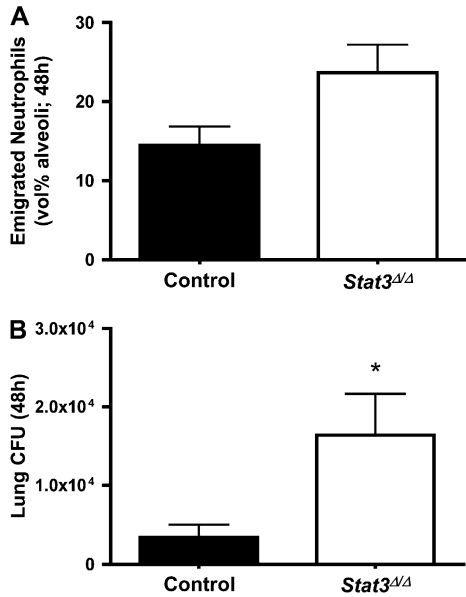 A
Emigrated Neutrophils
(vol% alveoli; 48h)
30
20
10
0
Control
Stat3Δ/Δ
B
Lung CFU (48h)
3.0x10⁴
2.0x10⁴
1.0x10⁴
0
*
Control
Stat3Δ/Δ